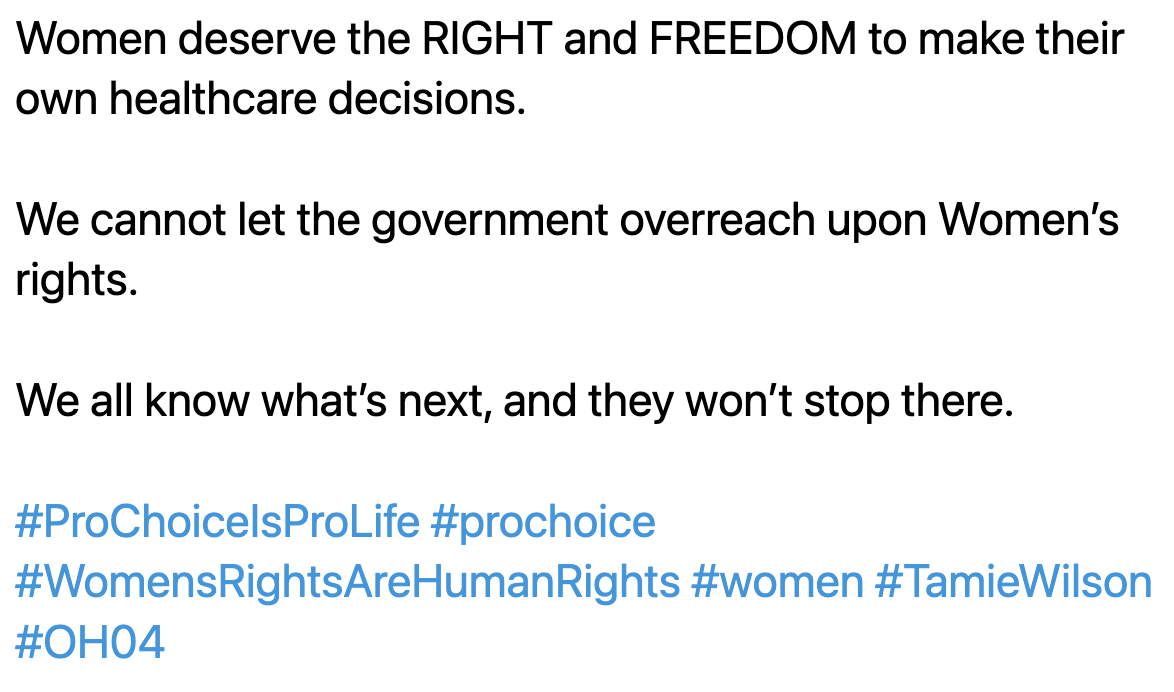 Women deserve the RIGHT and FREEDOM to make their
own healthcare decisions.
We cannot let the government overreach upon Women’s
rights.
We all know what’s next, and they won’t stop there.
#ProChoiceIsProLife #prochoice
#WomensRightsAreHumanRights #women #TamieWilson
#OH04